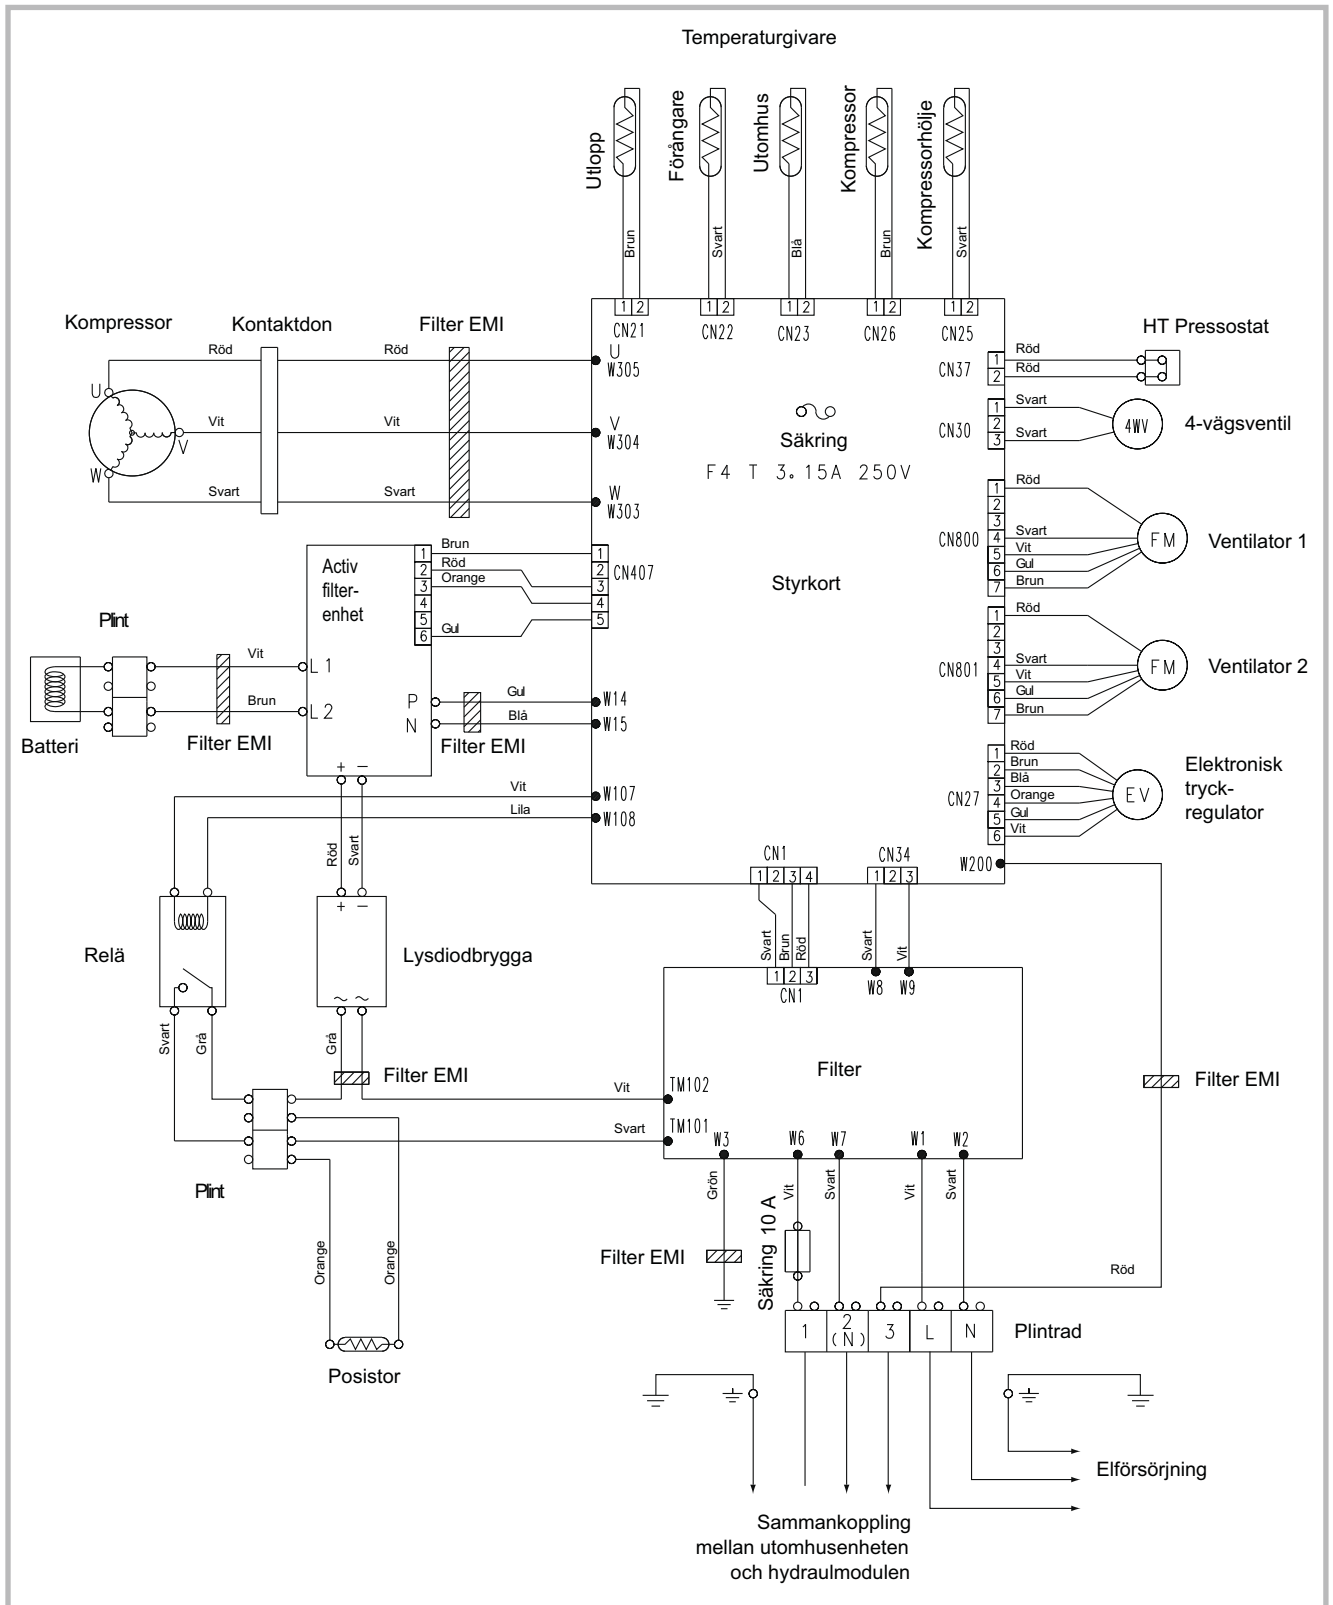 Temperaturgivare
Utlopp
Förångare
Utomhus
Kompressor
Kompressorhölje
Brun
Svart
Blå
Brun
Svart
1 2
1 2
1 2
1 2
1 2
CN21
CN22
CN23
CN26
CN25
Kompressor
Kontaktdon
Filter EMI
Röd
Röd
U
W305
U
Vit
Vit
V
W304
V
W
Svart
Svart
W
W303
CN37
1
2
Röd
Röd
HT Pressostat
CN30
1
2
3
Svart
Svart
4WV
4-vägsventil
Säkring
F4 T 3.15A 250V
Styrkort
CN800
1
2
3
4
5
6
7
Röd
Svart
Vit
Gul
Brun
FM
Ventilator 1
CN801
1
2
3
4
5
6
7
Röd
Svart
Vit
Gul
Brun
FM
Ventilator 2
CN27
1
2
3
4
5
6
Röd
Brun
Blå
Orange
Gul
Vit
EV
Elektronisk
tryck-
regulator
W200
Activ
filter-
enhet
1
2
3
4
5
6
Brun
Röd
Orange
Gul
1
2
3
4
5
CN407
Plint
Batteri
Vit
Brun
Filter EMI
L1
L2
P
N
Gul
Blå
Filter EMI
W14
W15
+ −
Vit
Lila
W107
W108
Röd
Svart
Relä
+ −
Lysdiodbrygga
~ ~
Svart
Grå
Grå
Filter EMI
Plint
Orange
Orange
Posistor
CN1
1 2 3 4
CN34
1 2 3
Svart
Brun
Röd
Svart
Vit
1 2 3
CN1
W8
W9
Filter
Vit
TM102
Svart
TM101
W3
W6
W7
W1
W2
Grön
Vit
Svart
Vit
Svart
Filter EMI
Filter EMI
Säkring 10 A
Röd
1
2
(N)
3
L
N
Plintrad
Elförsörjning
Sammankoppling
mellan utomhusenheten
och hydraulmodulen